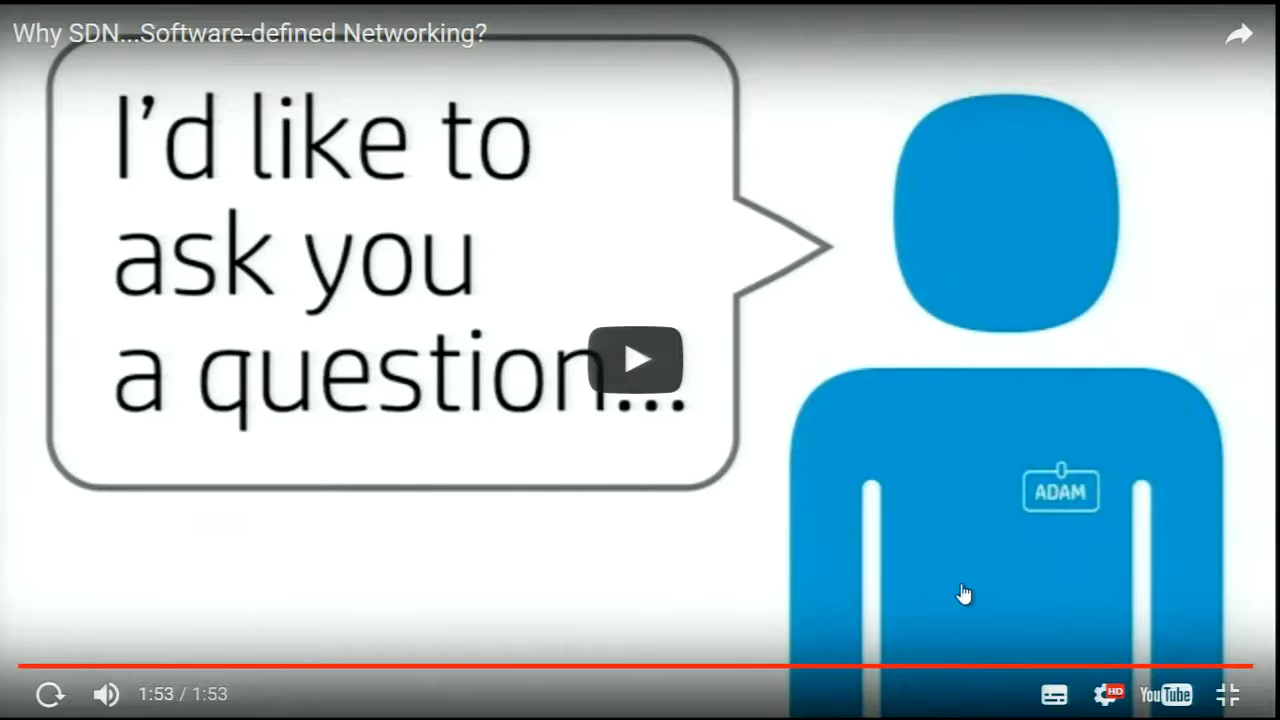 Why SDN...Software-defined Networking?
I'd like to
ask you
a question...
ADAM
1:53 / 1:53
HD
YouTube